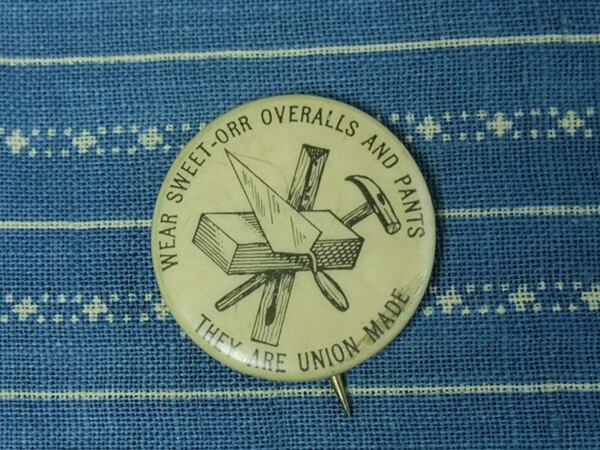 WEAR SWEET-ORR OVERALLS AND PANTS
THEY ARE UNION MADE